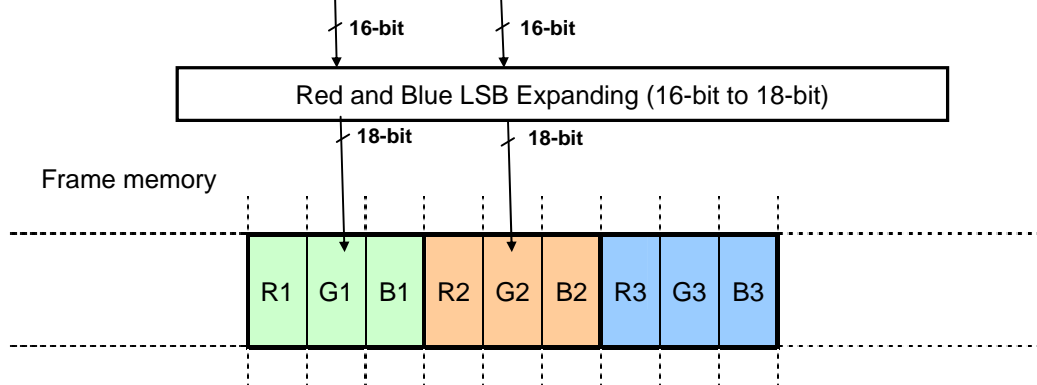 16-bit 16-bit
Red and Blue LSB Expanding (16-bit to 18-bit)
18-bit 18-bit
Frame memory
R1 G1 B1 R2 G2 B2 R3 G3 B3